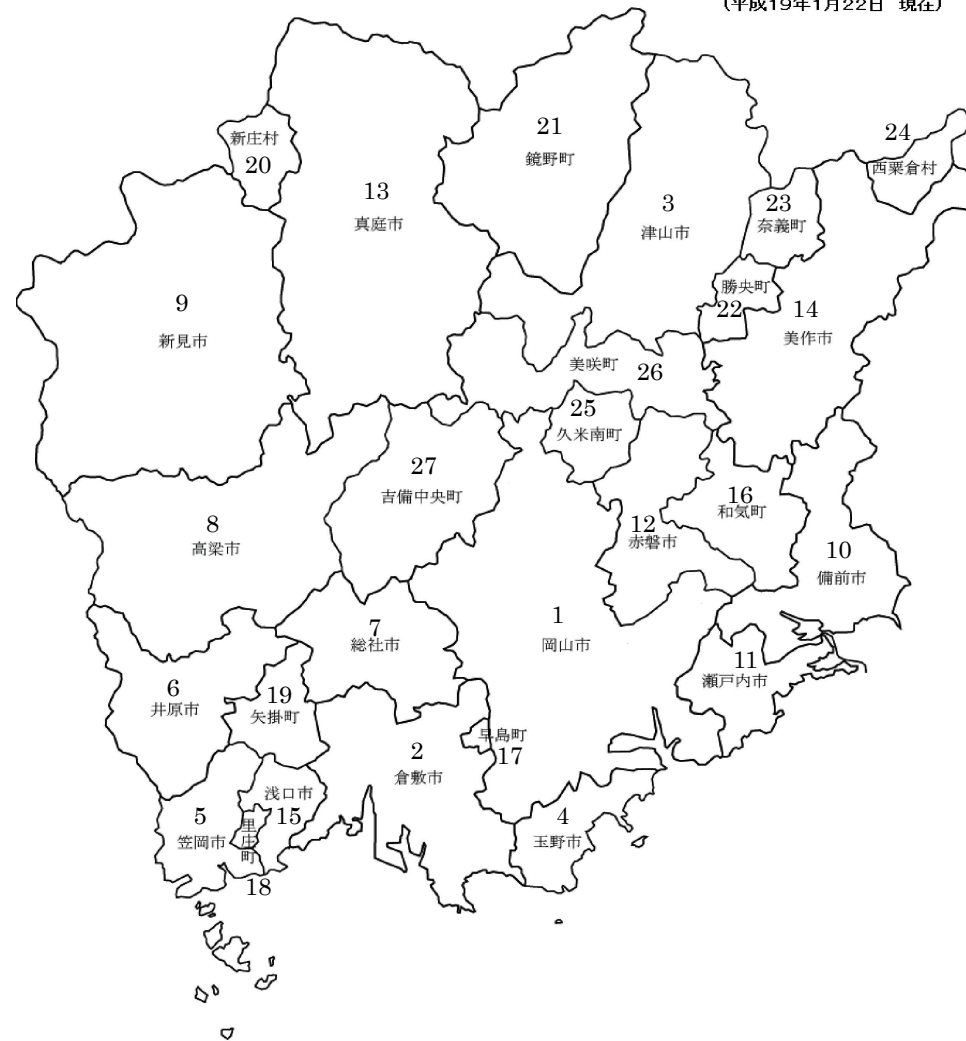 (平成19年1月22日 現在)
21
鏡野町
24
西粟倉村
新庄村
20
13
真庭市
3
津山市
23
奈義町
勝央町
22
14
美作市
9
新見市
美咲町
26
25
久米南町
27
吉備中央町
16
和気町
8
高梁市
12
赤磐市
10
備前市
1
岡山市
7
総社市
11
瀬戸内市
6
井原市
19
矢掛町
早島町
17
2
倉敷市
浅口市
15
5
笠岡市
里庄町
18
4
玉野市